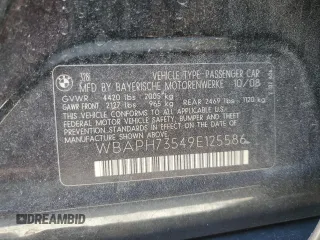 328i VEHICLE TYPE: PASSENGER CAR
MFD BY BAYERISCHE MOTORENWERKE 10/08
GVWR 4420 lbs 2005 kg
GAWR FRONT 2127 lbs 965 kg REAR 2469 lbs 1120 kg
THIS VEHICLE CONFORMS TO ALL APPLICABLE
U.S. FEDERAL MOTOR VEHICLE
SAFETY, BUMPER AND THEFT
PREVENTION STANDARDS IN EFFECT ON THE DATE OF
MANUFACTURE SHOWN ABOVE.
WBAPH73549E125586
DREAMBID